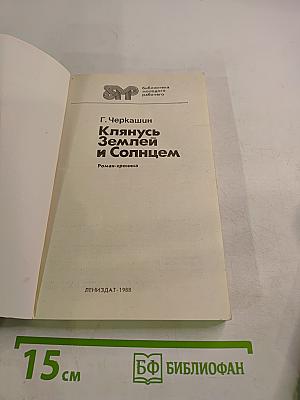 библиотека
молодого
рабочего
Г. Черкашин
Клянусь
Землей
и Солнцем
Роман-хроника
ЛЕНИЗДАТ-1988
15 см
БФ БИБЛИОФАН